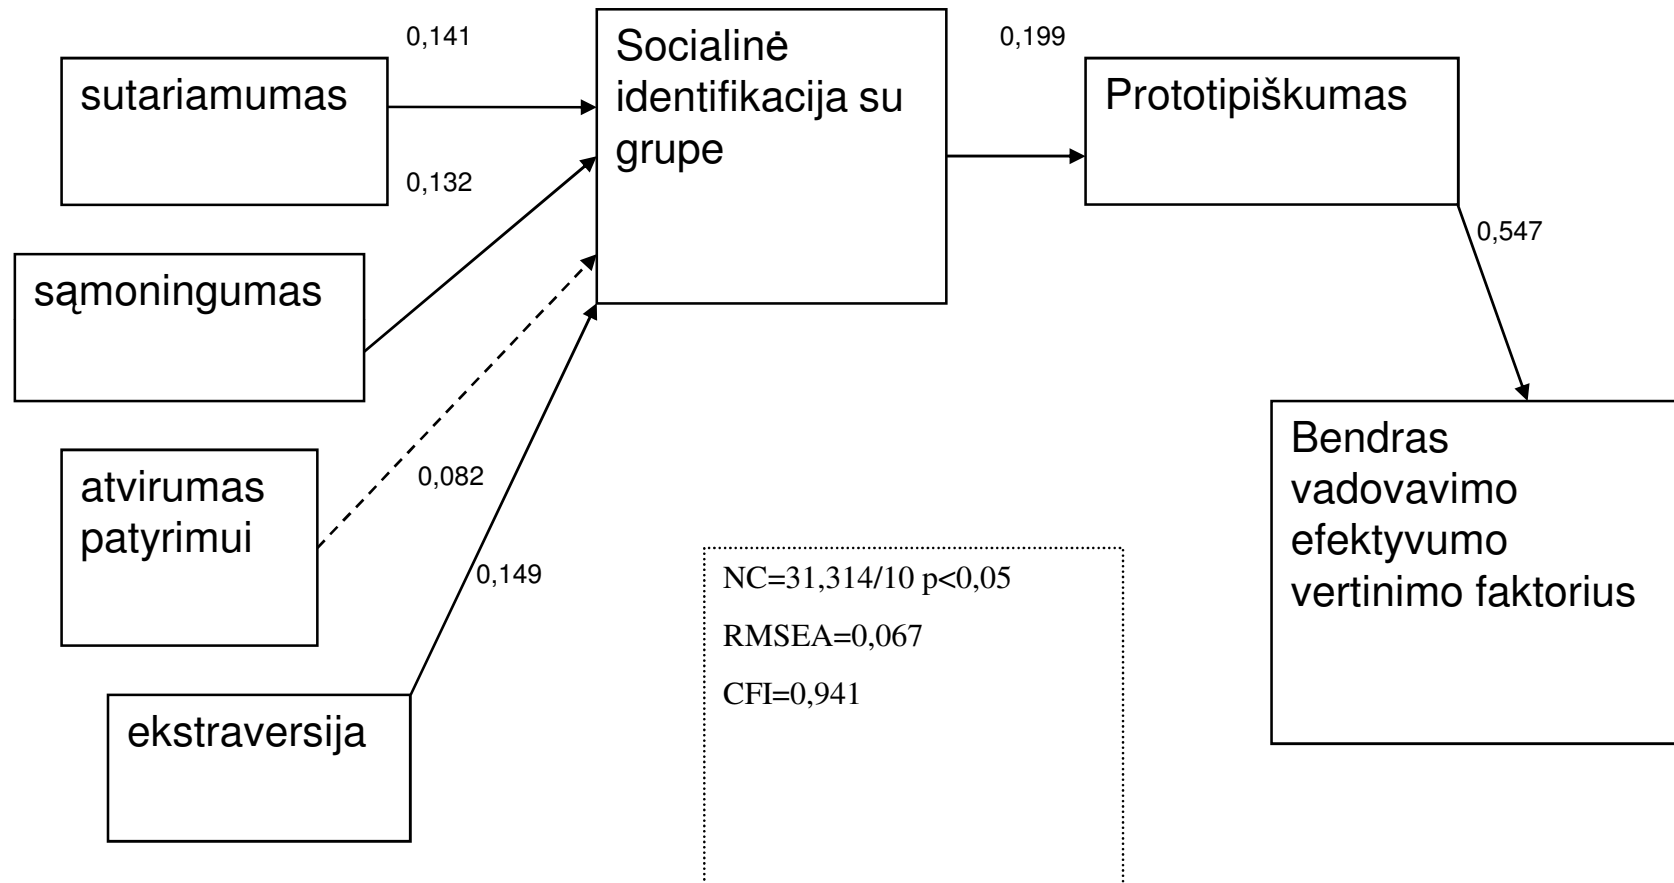 0,141
sutariamumas
0,132
sąmoningumas
atvirumas
patyrimui
0,082
ekstraversija
0,149
Socialinė
identifikacija su
grupe
0,199
Prototipiškumas
0,547
Bendras
vadovavimo
efektyvumo
vertinimo faktorius
NC=31,314/10 p<0,05
RMSEA=0,067
CFI=0,941